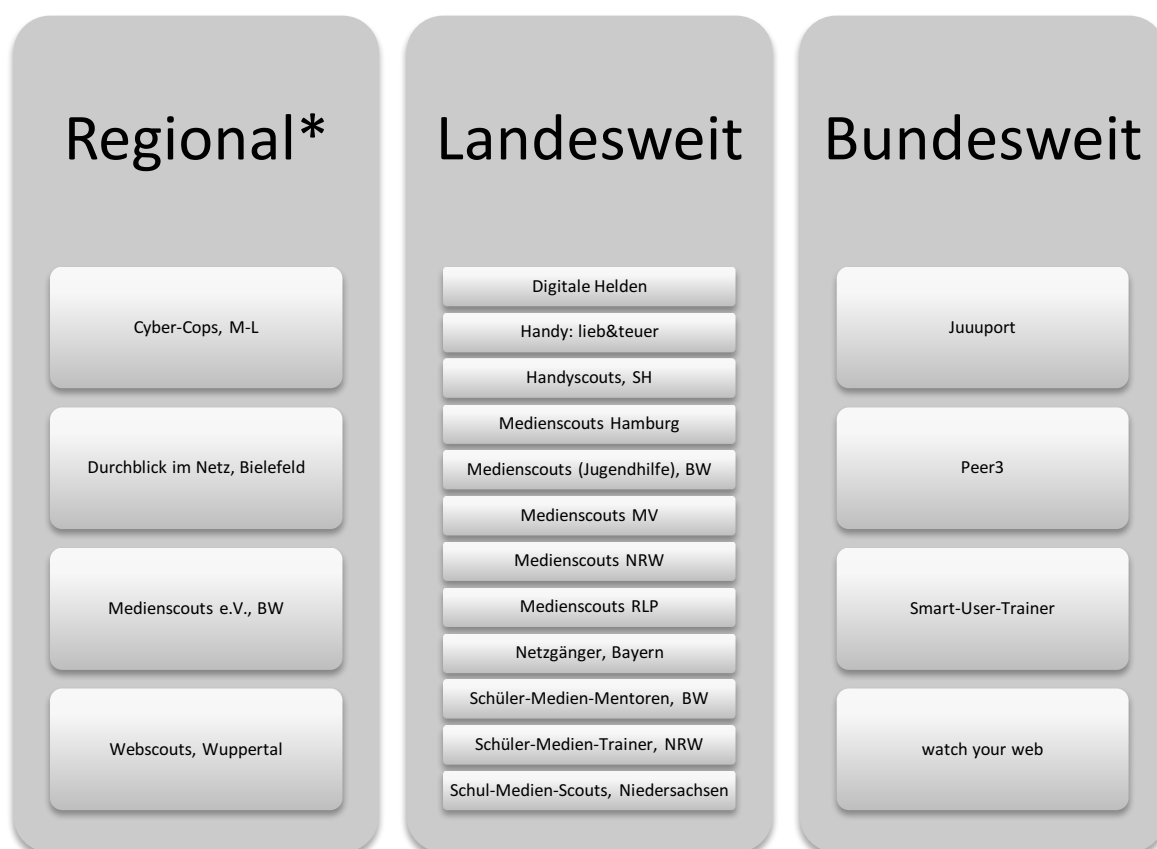 Regional*
Cyber-Cops, M-L
Durchblick im Netz, Bielefeld
Medienscouts e.V., BW
Webscouts, Wuppertal
Landesweit
Digitale Helden
Handy: lieb&teuer
Handyscouts, SH
Medienscouts Hamburg
Medienscouts (Jugendhilfe), BW
Medienscouts MV
Medienscouts NRW
Medienscouts RLP
Netzgänger, Bayern
Schüler-Medien-Mentoren, BW
Schüler-Medien-Trainer, NRW
Schul-Medien-Scouts, Niedersachsen
Bundesweit
Juuuport
Peer3
Smart-User-Trainer
watch your web